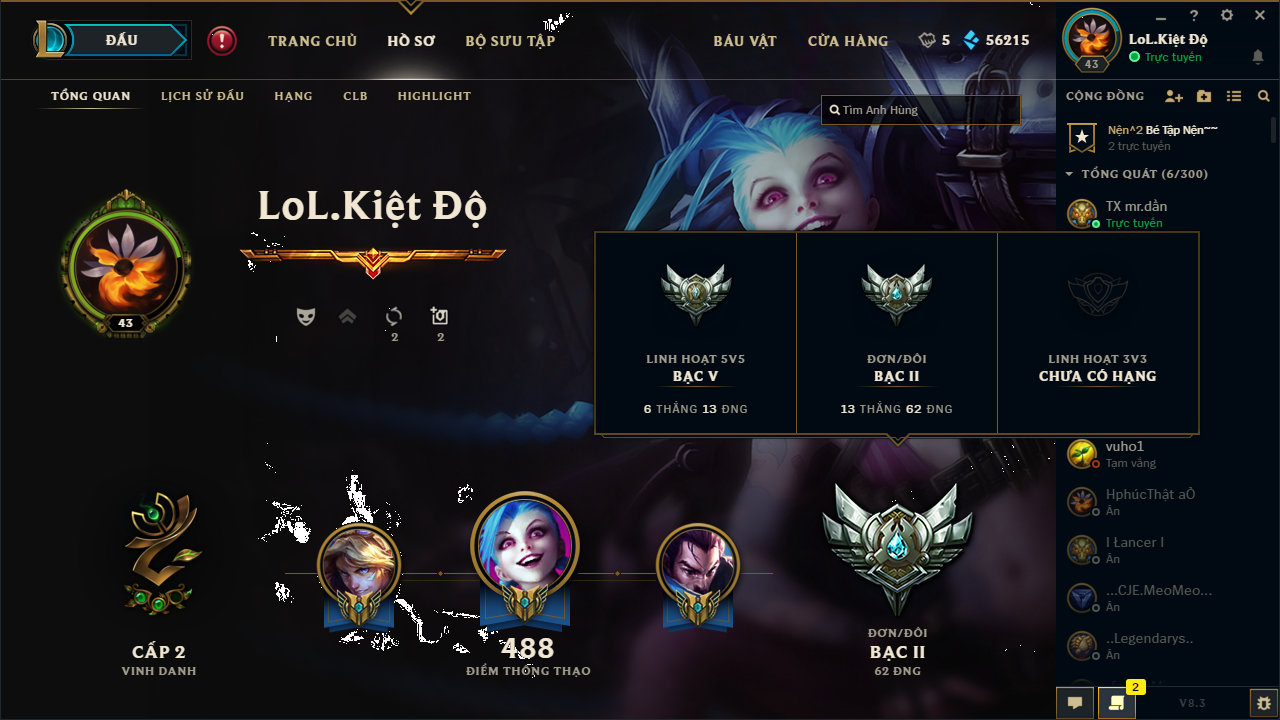 ĐẤU
TRANG CHỦ
HỒ SƠ
BỘ SƯU TẬP
BÁU VẬT
CỬA HÀNG
5
56215
43
LoL.Kiệt Độ
Trực tuyến
TỔNG QUAN
LỊCH SỬ ĐẤU
HẠNG
CLB
HIGHLIGHT
Tìm Anh Hùng
CỘNG ĐỒNG
Nện^2 Bé Tập Nện~~
2 trực tuyến
TỔNG QUÁT (6/300)
TX mr.dần
Trực tuyến
LoL.Kiệt Độ
43
2
2
LINH HOẠT 5V5
BẠC V
6 THẮNG 13 ĐNG
ĐƠN/ĐÔI
BẠC II
13 THẮNG 62 ĐNG
LINH HOẠT 3V3
CHƯA CÓ HẠNG
vuho1
Tạm vắng
HphúcThật aÔ
Ẩn
I Łancer I
Ẩn
...CJE.MeoMeo...
Ẩn
..Legendarys..
Ẩn
CẤP 2
VINH DANH
488
ĐIỂM THÔNG THẠO
ĐƠN/ĐÔI
BẠC II
62 ĐNG
2
V8.3